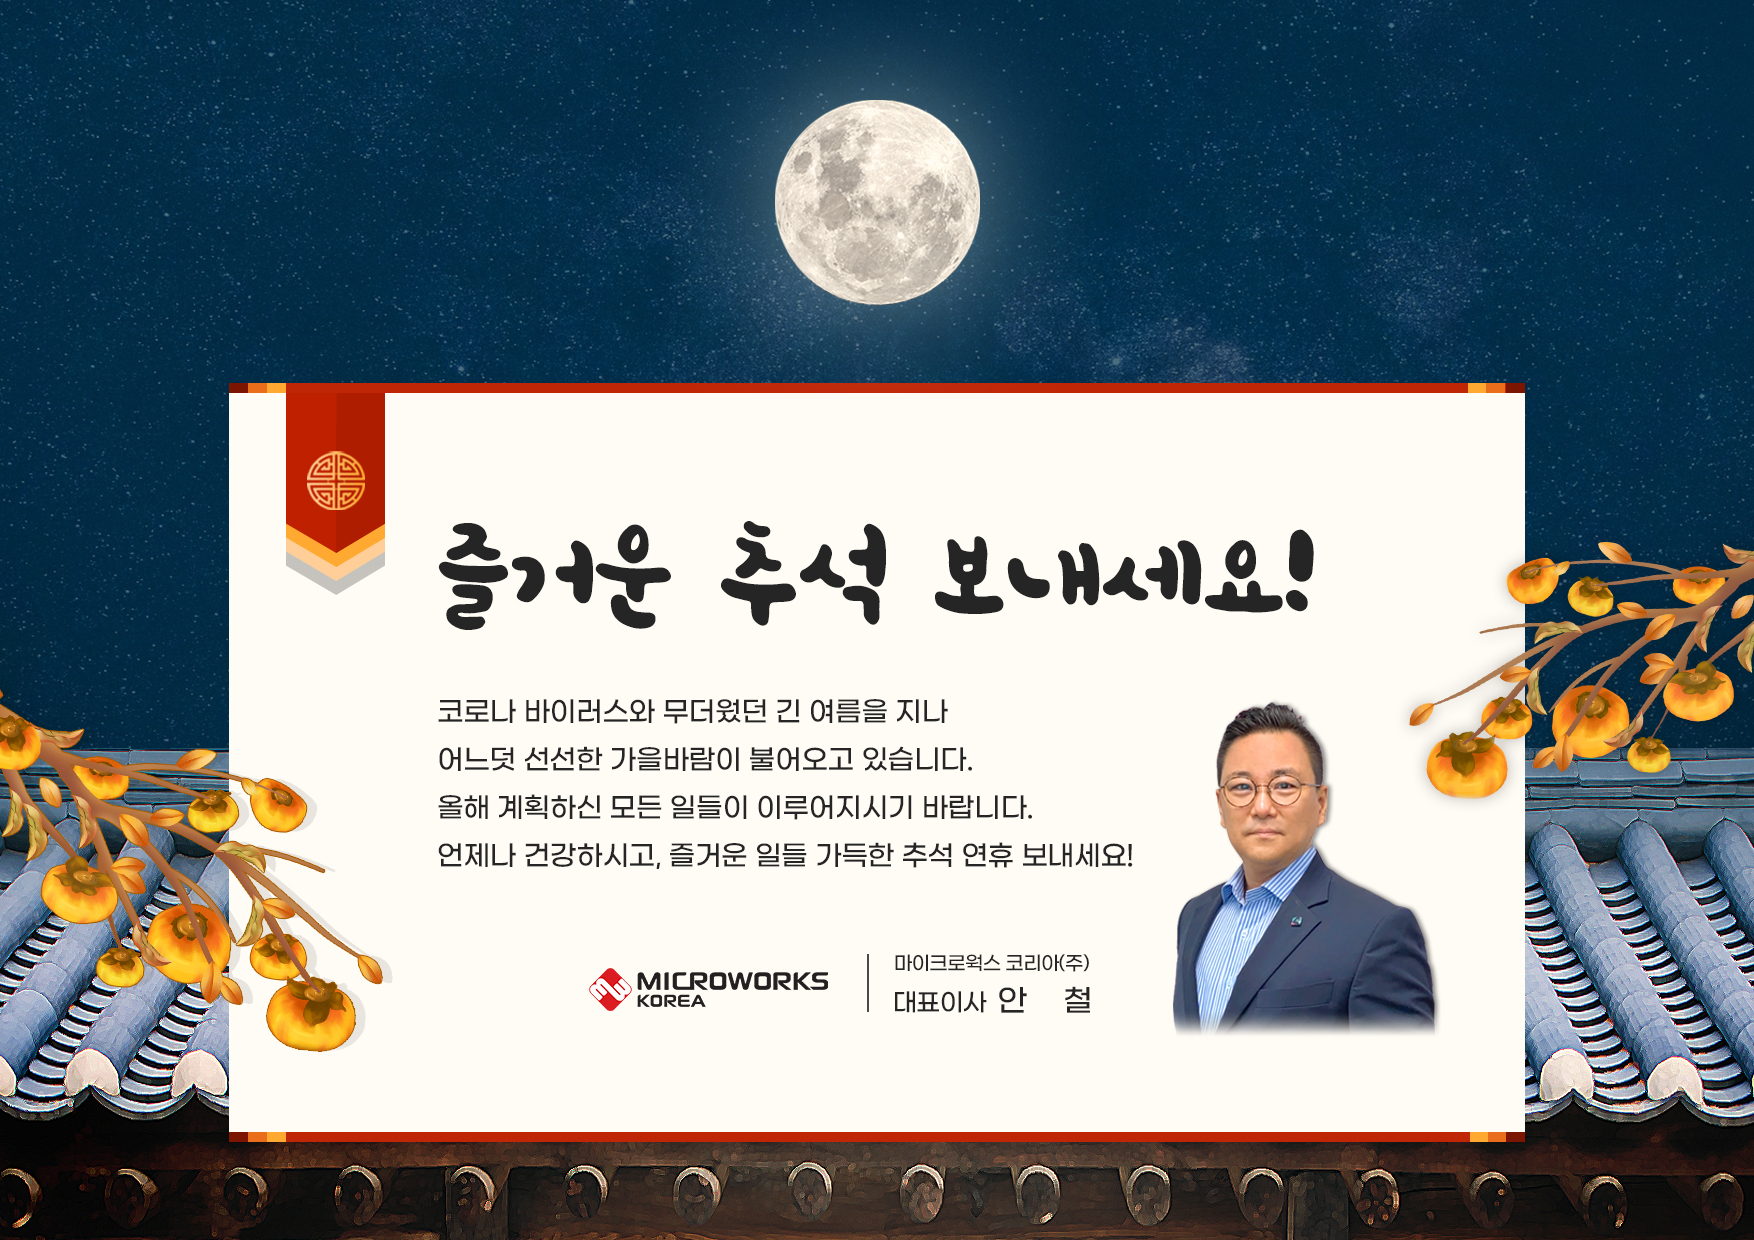 즐거운 추석 보내세요!
코로나 바이러스와 무더웠던 긴 여름을 지나
어느덧 선선한 가을바람이 불어오고 있습니다.
올해 계획하신 모든 일들이 이루어지시기 바랍니다.
언제나 건강하시고, 즐거운 일들 가득한 추석 연휴 보내세요!
MICROWORKS
KOREA
마이크로웍스 코리아(주)
대표이사 안 철